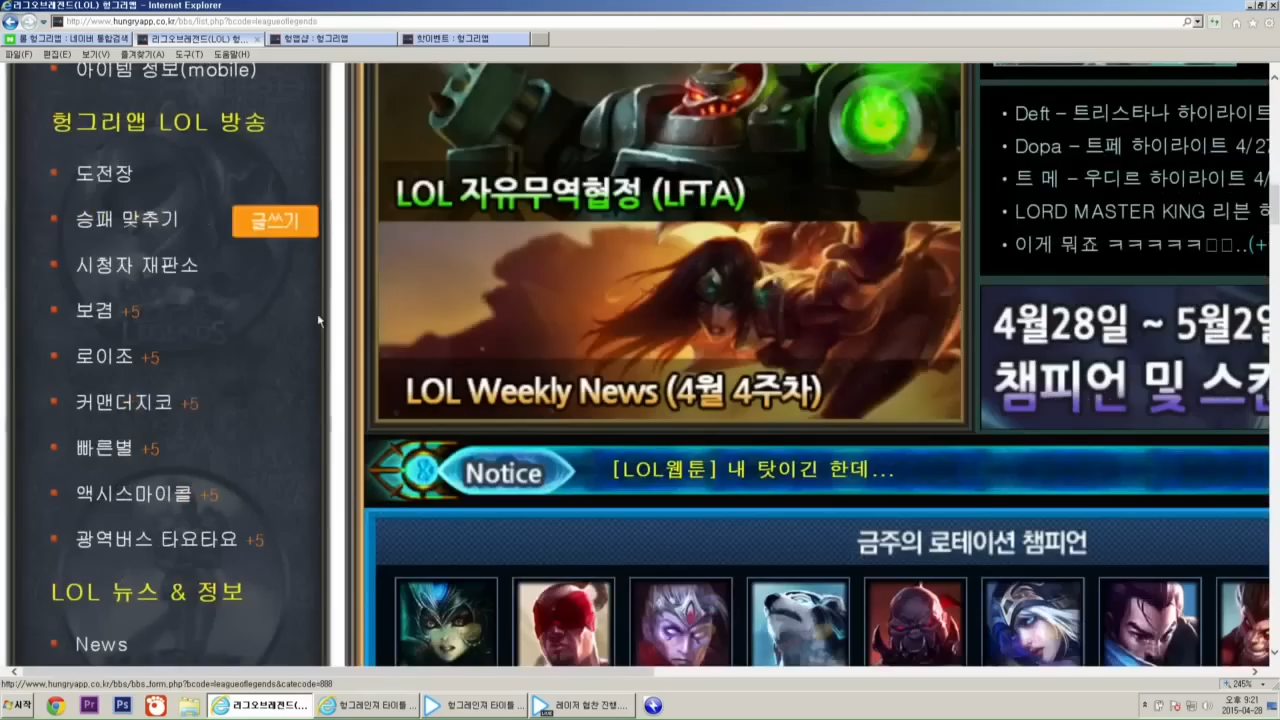 리그오브레전드(LOL) 헝그리앱 - Internet Explorer
http://www.hungryapp.co.kr/bbs/list.php?bcode=leagueoflegends
롤 헝그리앱 : 네이버 통합검색
리그오브레전드(LOL) 헝...
헝앱샵 : 헝그리앱
핫이벤트 : 헝그리앱
파일(F) 편집(E) 보기(V) 즐겨찾기(A) 도구(T) 도움말(H)
아이템 정보(mobile)
헝그리앱 LOL 방송
도전장
승패 맞추기
글쓰기
시청자 재판소
보겸 +5
로이조 +5
커맨더지코 +5
빠른별 +5
액시스마이콜 +5
광역버스 타요타요 +5
LOL 뉴스 & 정보
News
LOL 자유무역협정 (LFTA)
LOL Weekly News (4월 4주차)
Deft – 트리스타나 하이라이트
Dopa – 트페 하이라이트 4/27
트 메 – 우디르 하이라이트 4/
LORD MASTER KING 리븐 하
이게 뭐죠 ㅋㅋㅋㅋㅋ□□..(+
4월28일 ~ 5월2일
챔피언 및 스킨
Notice
[LOL웹툰] 내 탓이긴 한데...
금주의 로테이션 챔피언
http://www.hungryapp.co.kr/bbs/bbs_form.php?bcode=leagueoflegends&catecode=888
245%
시작
Pr
Ps
리그오브레전드(...
헝그레인져 타이틀 ...
헝그레인져 타이틀 ...
레이저 협찬 진행....
오후 9:21
2015-04-28